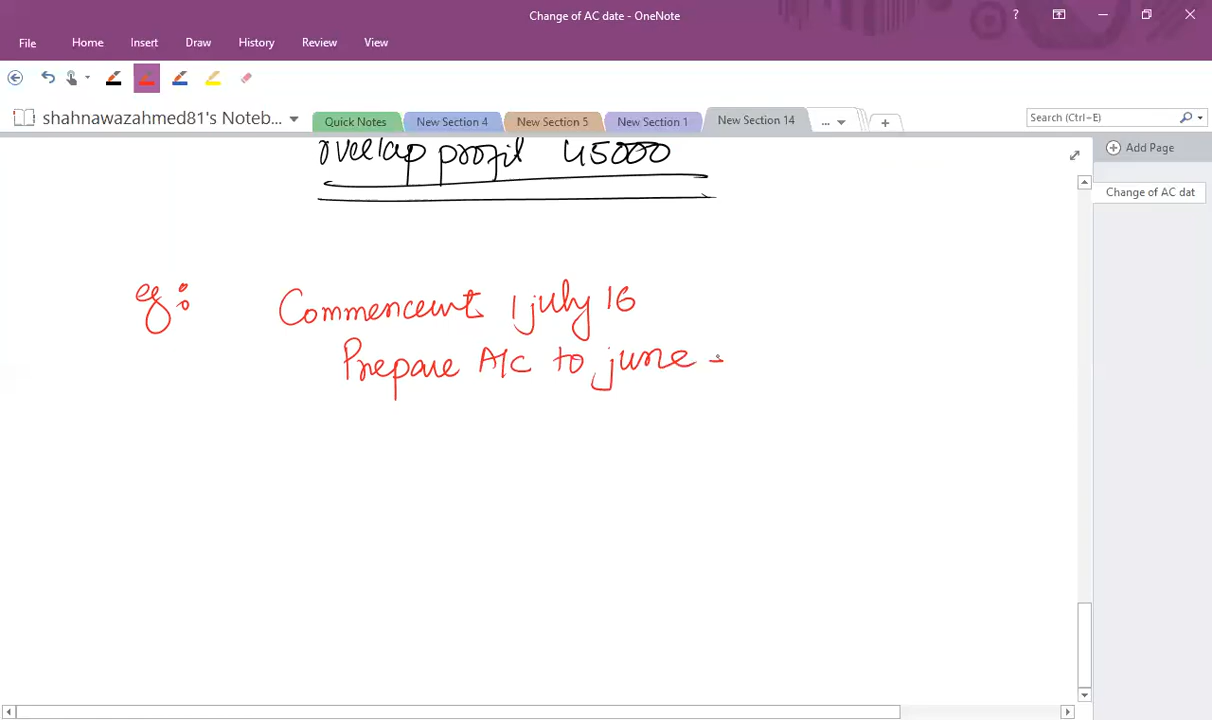 Change of AC date - OneNote
?
File Home Insert Draw History Review View
shahnawazahmed81's Noteb...
Quick Notes New Section 4 New Section 5 New Section 1 New Section 14 ... +
Search (Ctrl+E)
Add Page
Change of AC dat
overlap profit 45000
eg:
Commencewt 1 july 16
Prepare A/C to june -